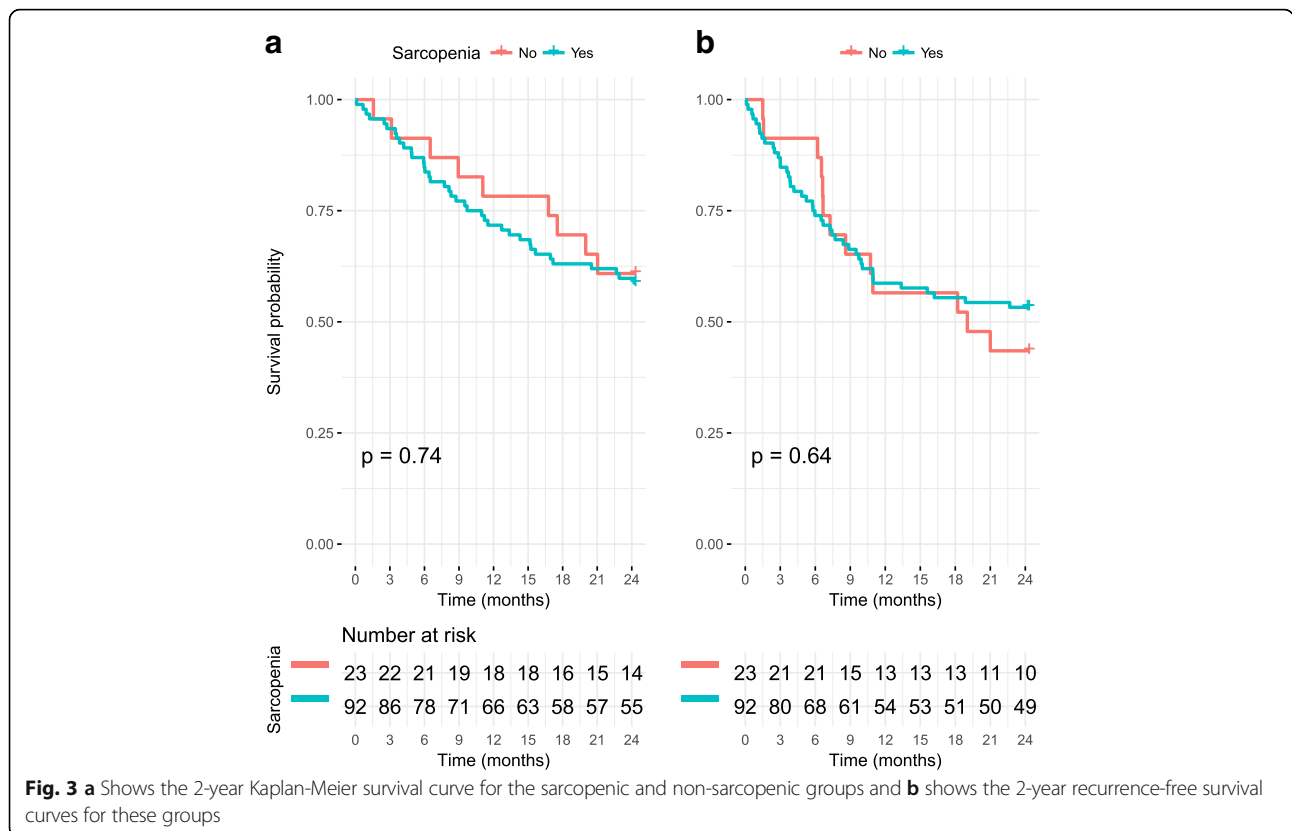 a b
Sarcopenia No Yes No Yes
1.00 1.00
0.75 0.75
Survival probability
0.50 0.50
0.25 0.25
p = 0.74 p = 0.64
0.00 0.00
0 3 6 9 12 15 18 21 24 0 3 6 9 12 15 18 21 24
Time (months) Time (months)
Number at risk
Sarcopenia
23 22 21 19 18 18 16 15 14 23 21 21 15 13 13 13 11 10
92 86 78 71 66 63 58 57 55 92 80 68 61 54 53 51 50 49
0 3 6 9 12 15 18 21 24 0 3 6 9 12 15 18 21 24
Time (months) Time (months)
Fig. 3 a Shows the 2-year Kaplan-Meier survival curve for the sarcopenic and non-sarcopenic groups and b shows the 2-year recurrence-free survival
curves for these groups